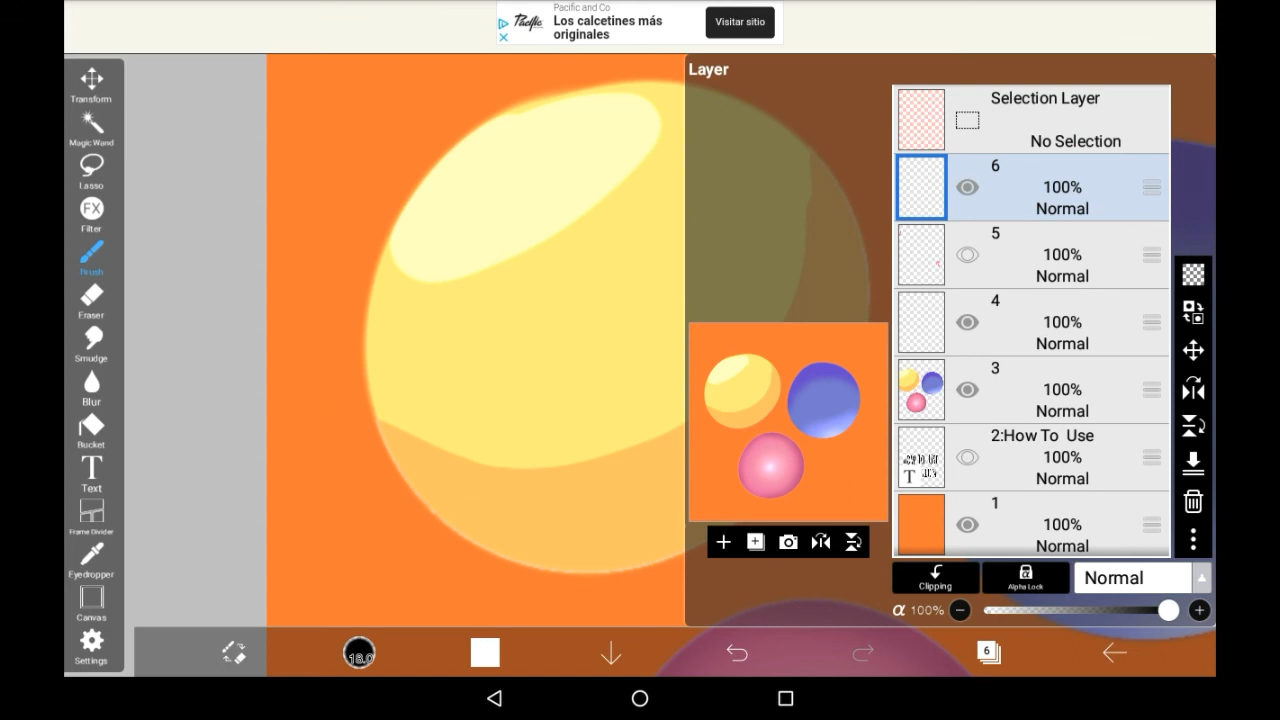 Pacific and Co
Pacific
Los calcetines más
originales
Visitar sitio
Layer
Transform
Magic Wand
Lasso
FX
Filter
Brush
Eraser
Smudge
Blur
Bucket
T
Text
Frame Divider
Eyedropper
Canvas
Settings
Selection Layer
No Selection
6
100%
Normal
5
100%
Normal
4
100%
Normal
3
100%
Normal
2:How To Use
100%
Normal
T
1
100%
Normal
Clipping
α
Alpha Lock
Normal
α 100%
18.0
6